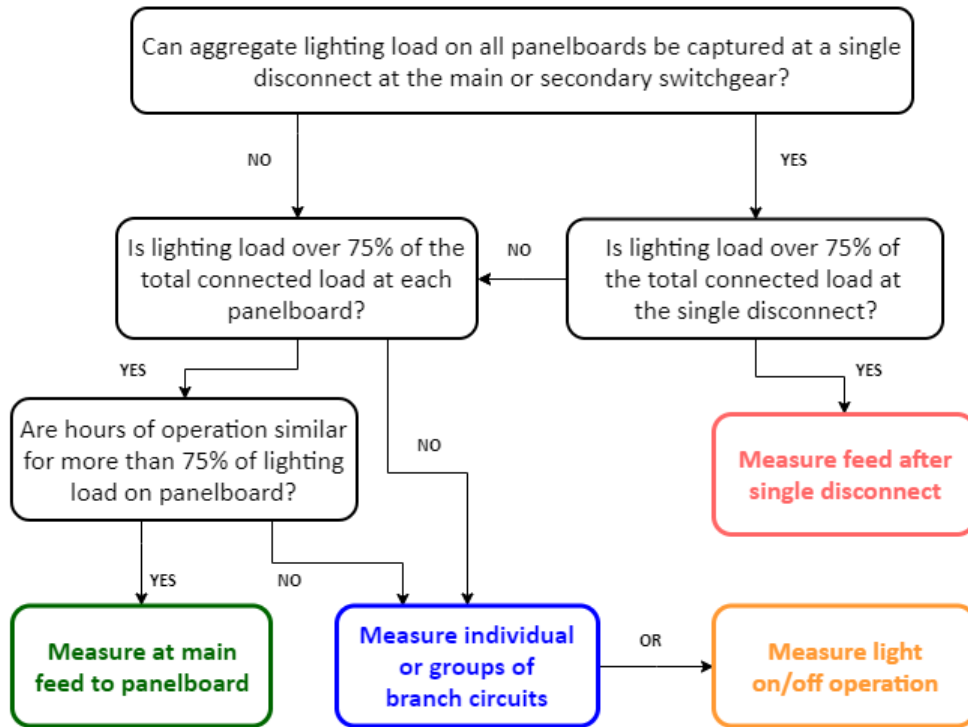 Can aggregate lighting load on all panelboards be captured at a single
disconnect at the main or secondary switchgear?
NO
YES
Is lighting load over 75% of the
total connected load at each
panelboard?
NO
Is lighting load over 75% of
the total connected load at
the single disconnect?
YES
YES
Are hours of operation similar
for more than 75% of lighting
load on panelboard?
NO
Measure feed after
single disconnect
YES
NO
Measure at main
feed to panelboard
Measure individual
or groups of
branch circuits
OR
Measure light
on/off operation